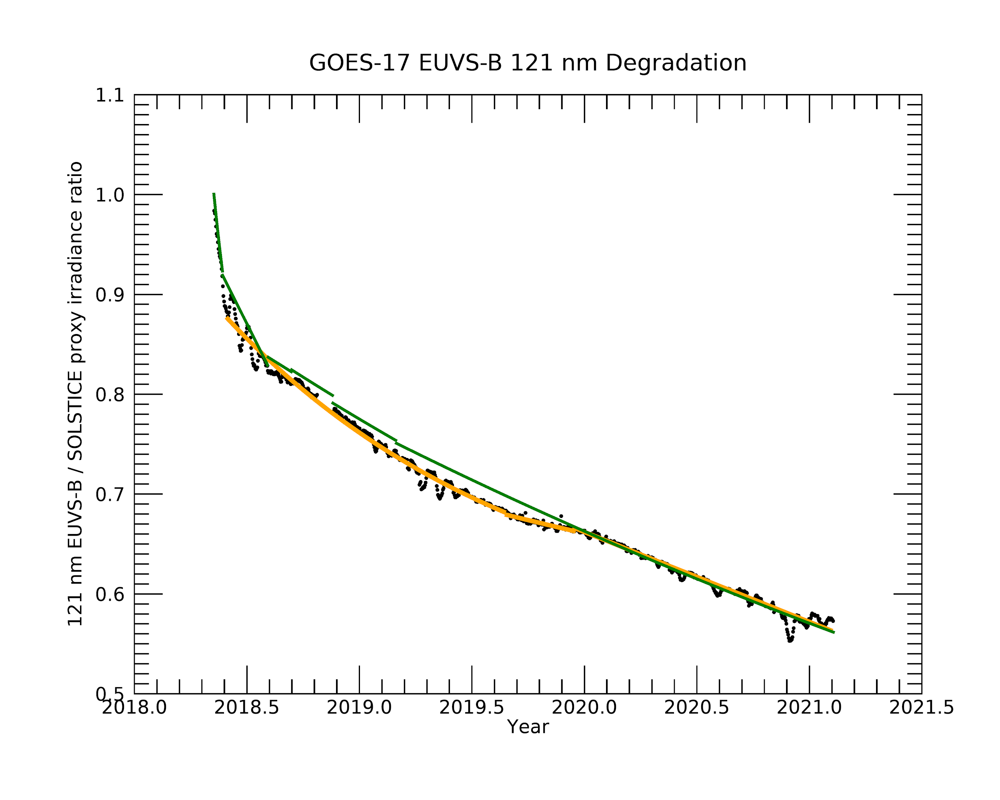 GOES-17 EUVS-B 121 nm Degradation
121 nm EUVS-B / SOLSTICE proxy irradiance ratio
1.1
1.0
0.9
0.8
0.7
0.6
0.5
2018.0 2018.5 2019.0 2019.5 2020.0 2020.5 2021.0 2021.5
Year